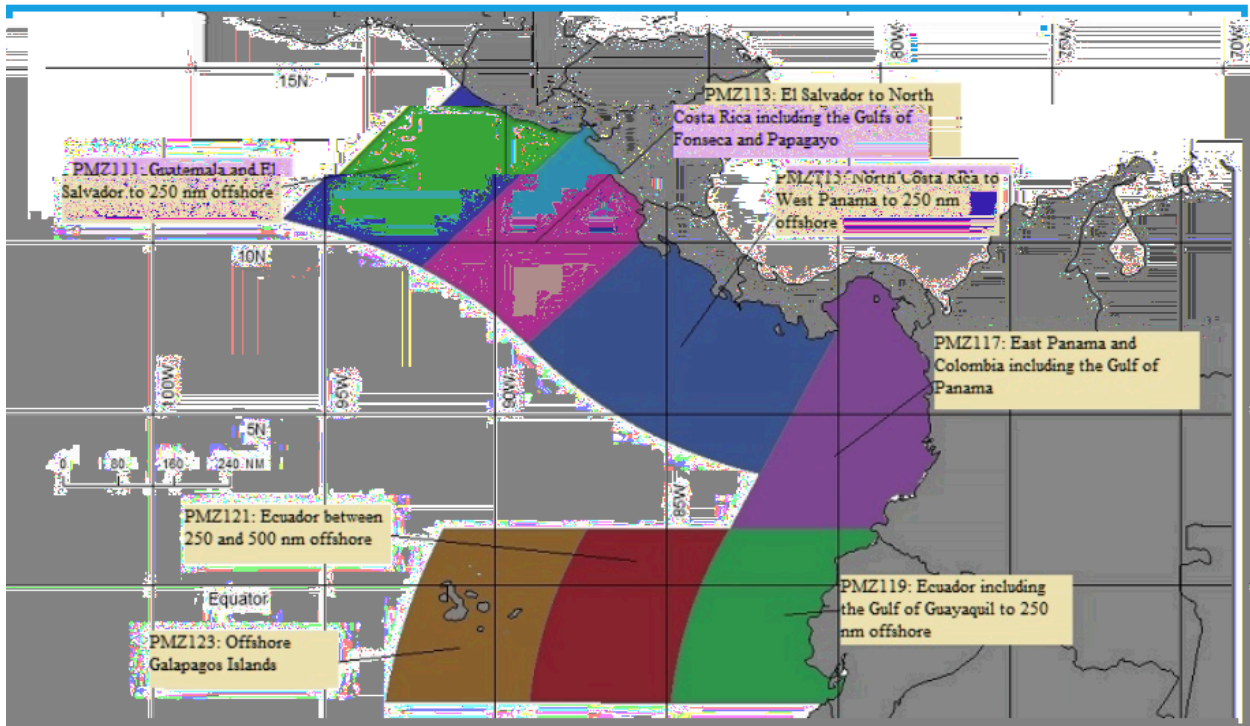 80W
75W
70W
15N
PMZ113: El Salvador to North
Costa Rica including the Gulfs of
Fonseca and Papagayo
PMZ111: Guatemala and El
Salvador to 250 nm offshore
PMZ115: North Costa Rica to
West Panama to 250 nm
offshore
10N
PMZ117: East Panama and
Colombia including the Gulf of
Panama
100W
95W
90W
5N
0 80 160 240 NM
85W
PMZ121: Ecuador between
250 and 500 nm offshore
Equator
PMZ119: Ecuador including
the Gulf of Guayaquil to 250
nm offshore
PMZ123: Offshore
Galapagos Islands